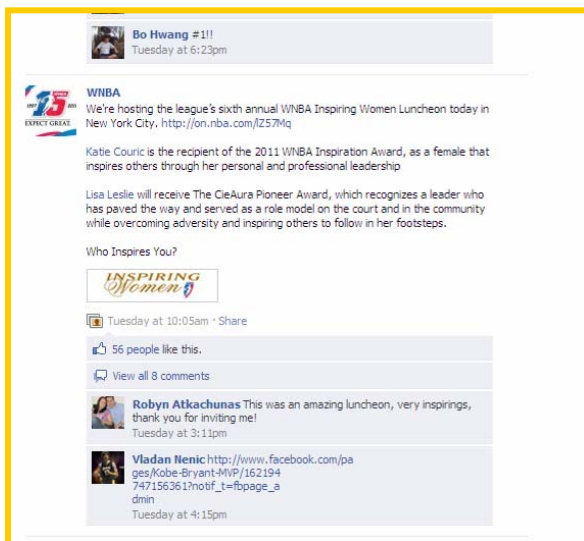 Bo Hwang #1!!
Tuesday at 6:23pm
15
EXPECT GREAT.
WNBA
We're hosting the league's sixth annual WNBA Inspiring Women Luncheon today in
New York City. http://on.nba.com/lZ57Mq
Katie Couric is the recipient of the 2011 WNBA Inspiration Award, as a female that
inspires others through her personal and professional leadership
Lisa Leslie will receive The CieAura Pioneer Award, which recognizes a leader who
has paved the way and served as a role model on the court and in the community
while overcoming adversity and inspiring others to follow in her footsteps.
Who Inspires You?
INSPIRING
Women
Tuesday at 10:05am · Share
56 people like this.
View all 8 comments
Robyn Atkachunas This was an amazing luncheon, very inspirings,
thank you for inviting me!
Tuesday at 3:11pm
Vladan Nenic http://www.facebook.com/pa
ges/Kobe-Bryant-MVP/162194
747156361?notif_t=fbpage_a
dmin
Tuesday at 4:15pm